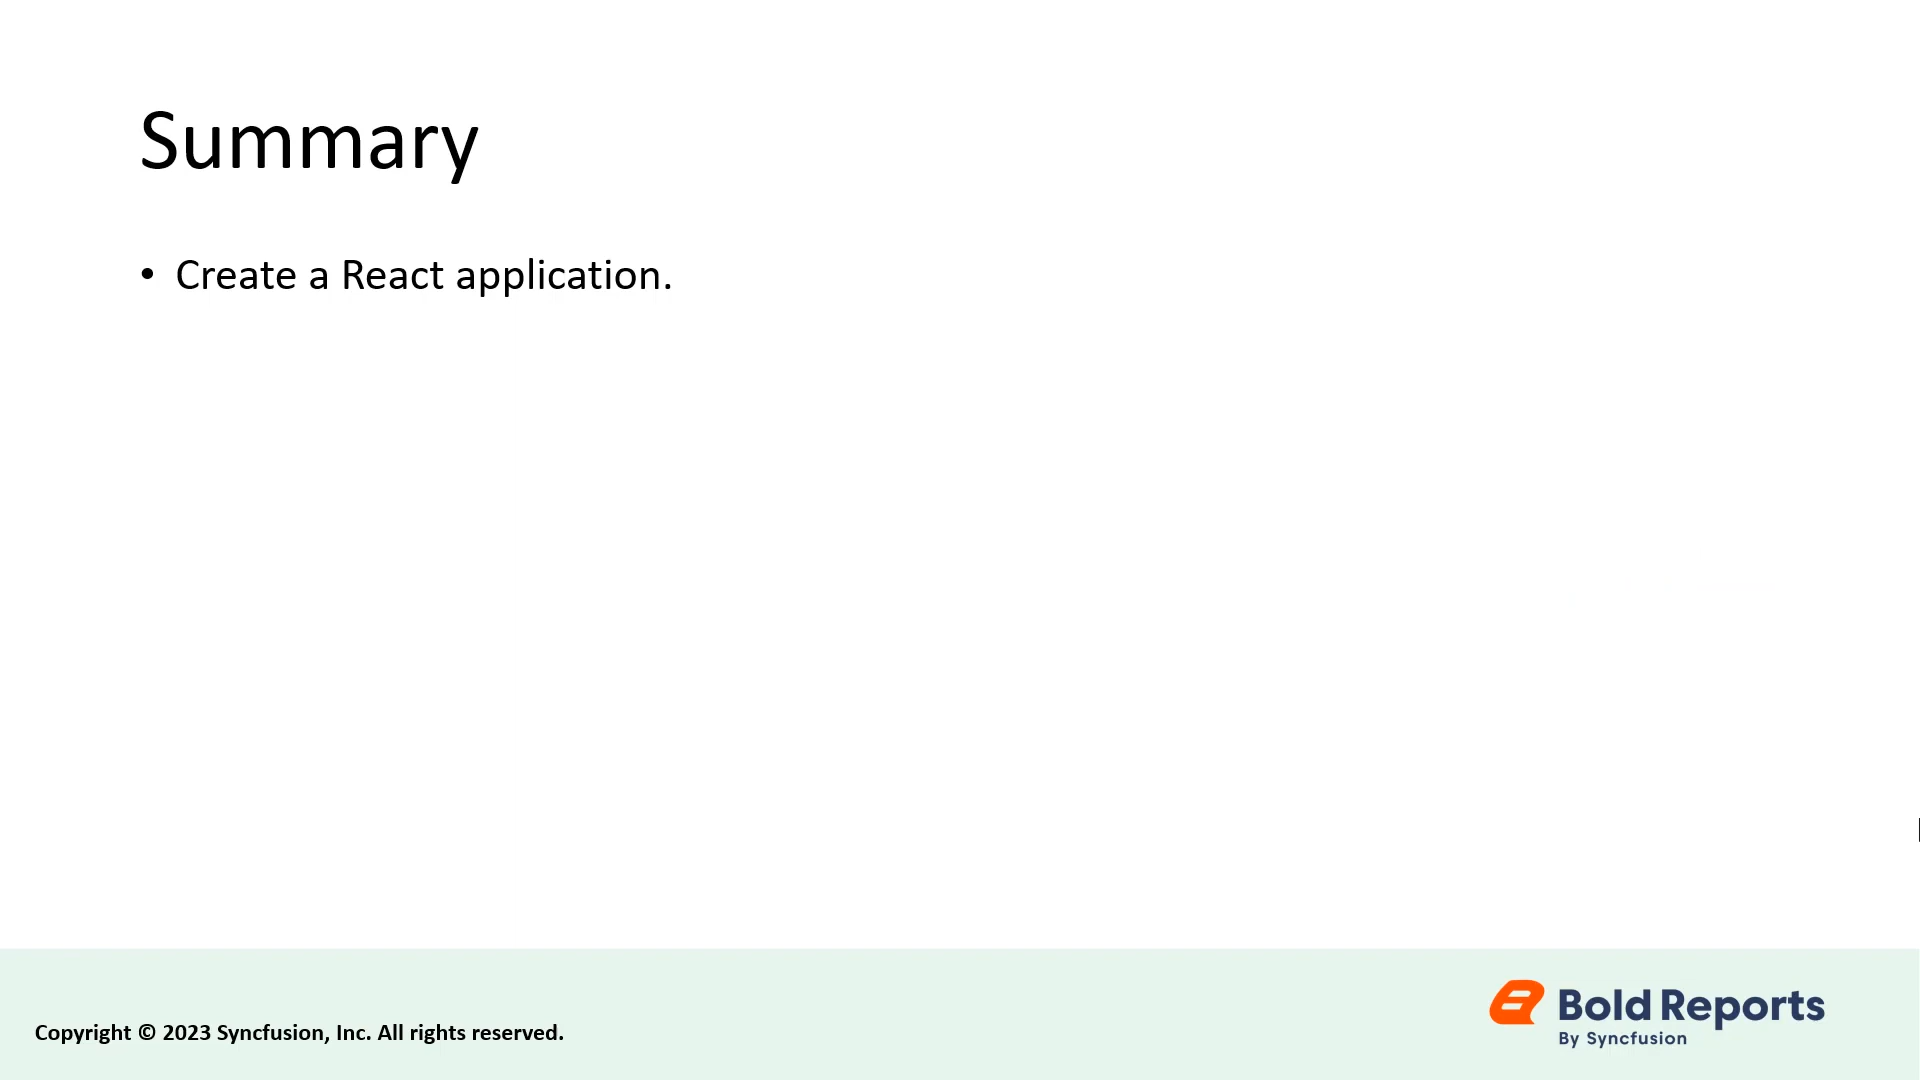 Summary
• Create a React application.
Copyright © 2023 Syncfusion, Inc. All rights reserved.
Bold Reports
By Syncfusion